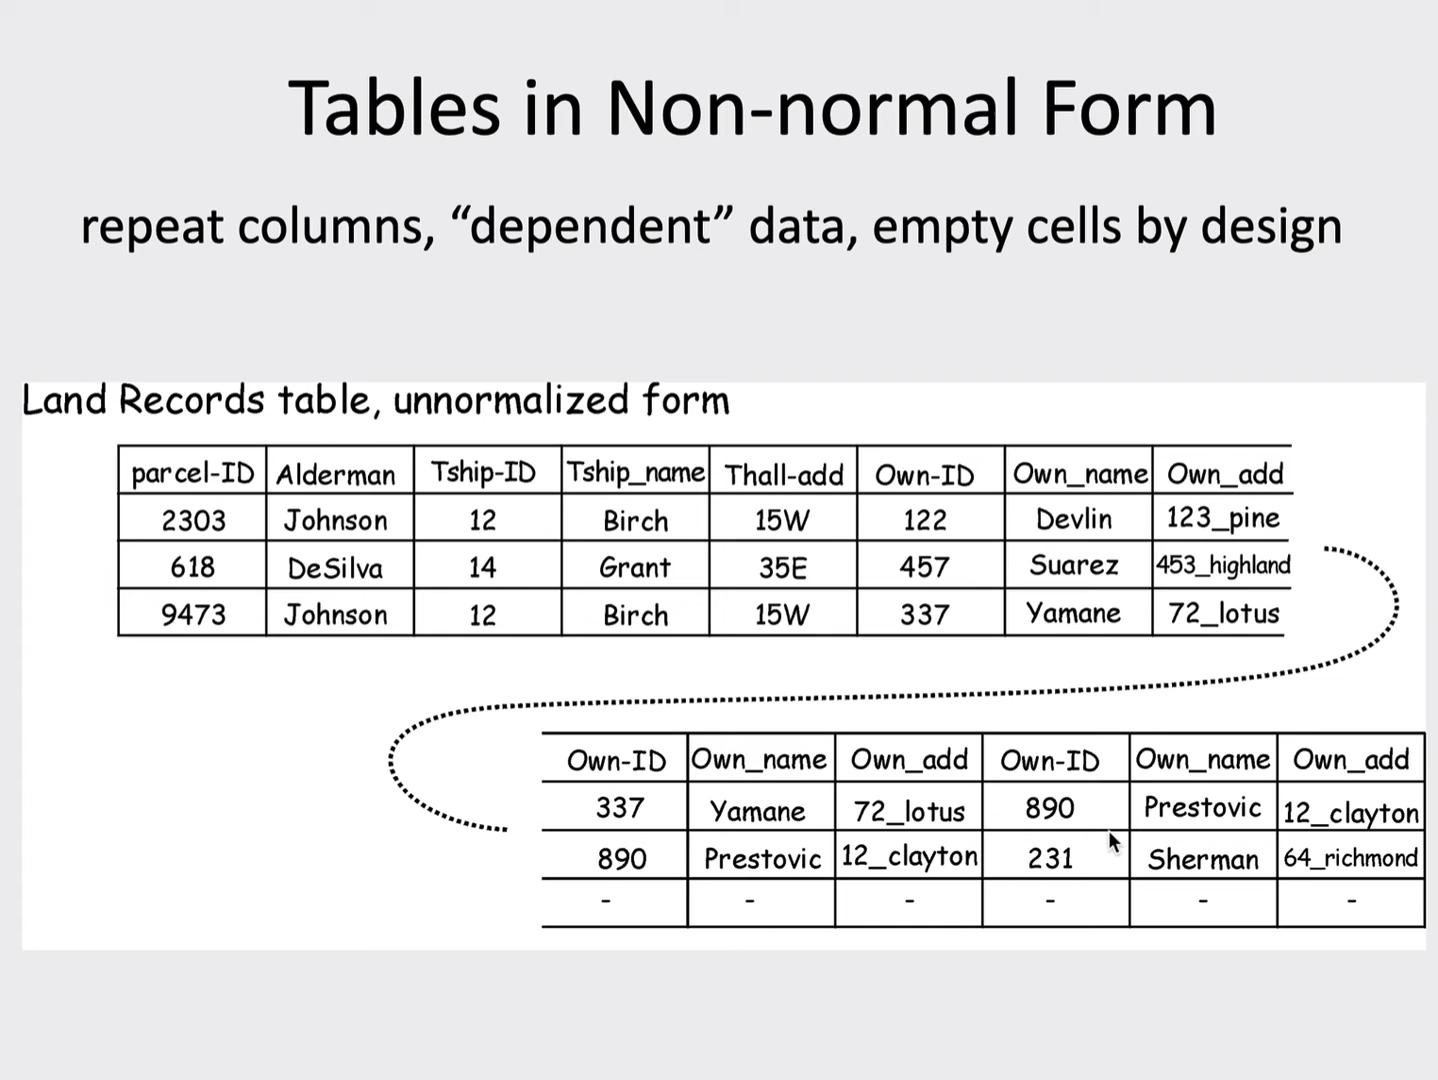 Tables in Non-normal Form
repeat columns, “dependent” data, empty cells by design
Land Records table, unnormalized form
parcel-ID Alderman Tship-ID Tship_name Thall-add Own-ID Own_name Own_add
2303 Johnson 12 Birch 15W 122 Devlin 123_pine
618 DeSilva 14 Grant 35E 457 Suarez 453_highland
9473 Johnson 12 Birch 15W 337 Yamane 72_lotus
Own-ID Own_name Own_add Own-ID Own_name Own_add
337 Yamane 72_lotus 890 Prestovic 12_clayton
890 Prestovic 12_clayton 231 Sherman 64_richmond
- - - - - -